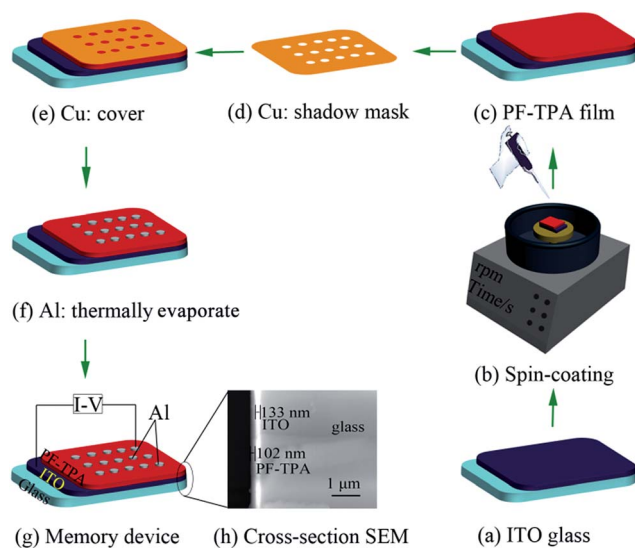 (e) Cu: cover
(d) Cu: shadow mask
(c) PF-TPA film
rpm
Time/s
(f) Al: thermally evaporate
(b) Spin-coating
I-V
Al
PF-TPA
ITO
Glass
133 nm
ITO
glass
102 nm
PF-TPA
1 μm
(g) Memory device
(h) Cross-section SEM
(a) ITO glass